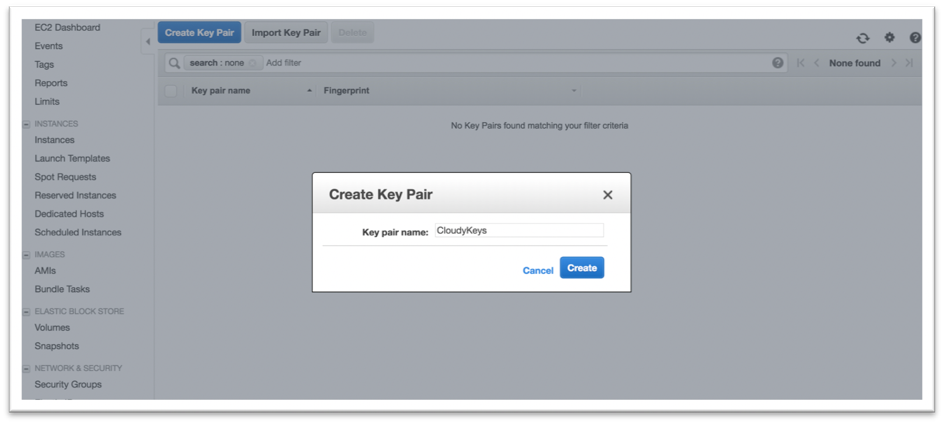 EC2 Dashboard
Events
Tags
Reports
Limits
INSTANCES
Instances
Launch Templates
Spot Requests
Reserved Instances
Dedicated Hosts
Scheduled Instances
IMAGES
AMIs
Bundle Tasks
ELASTIC BLOCK STORE
Volumes
Snapshots
NETWORK & SECURITY
Security Groups
Create Key Pair Import Key Pair Delete
search : none Add filter None found
Key pair name Fingerprint
No Key Pairs found matching your filter criteria
Create Key Pair
Key pair name: CloudyKeys
Cancel Create